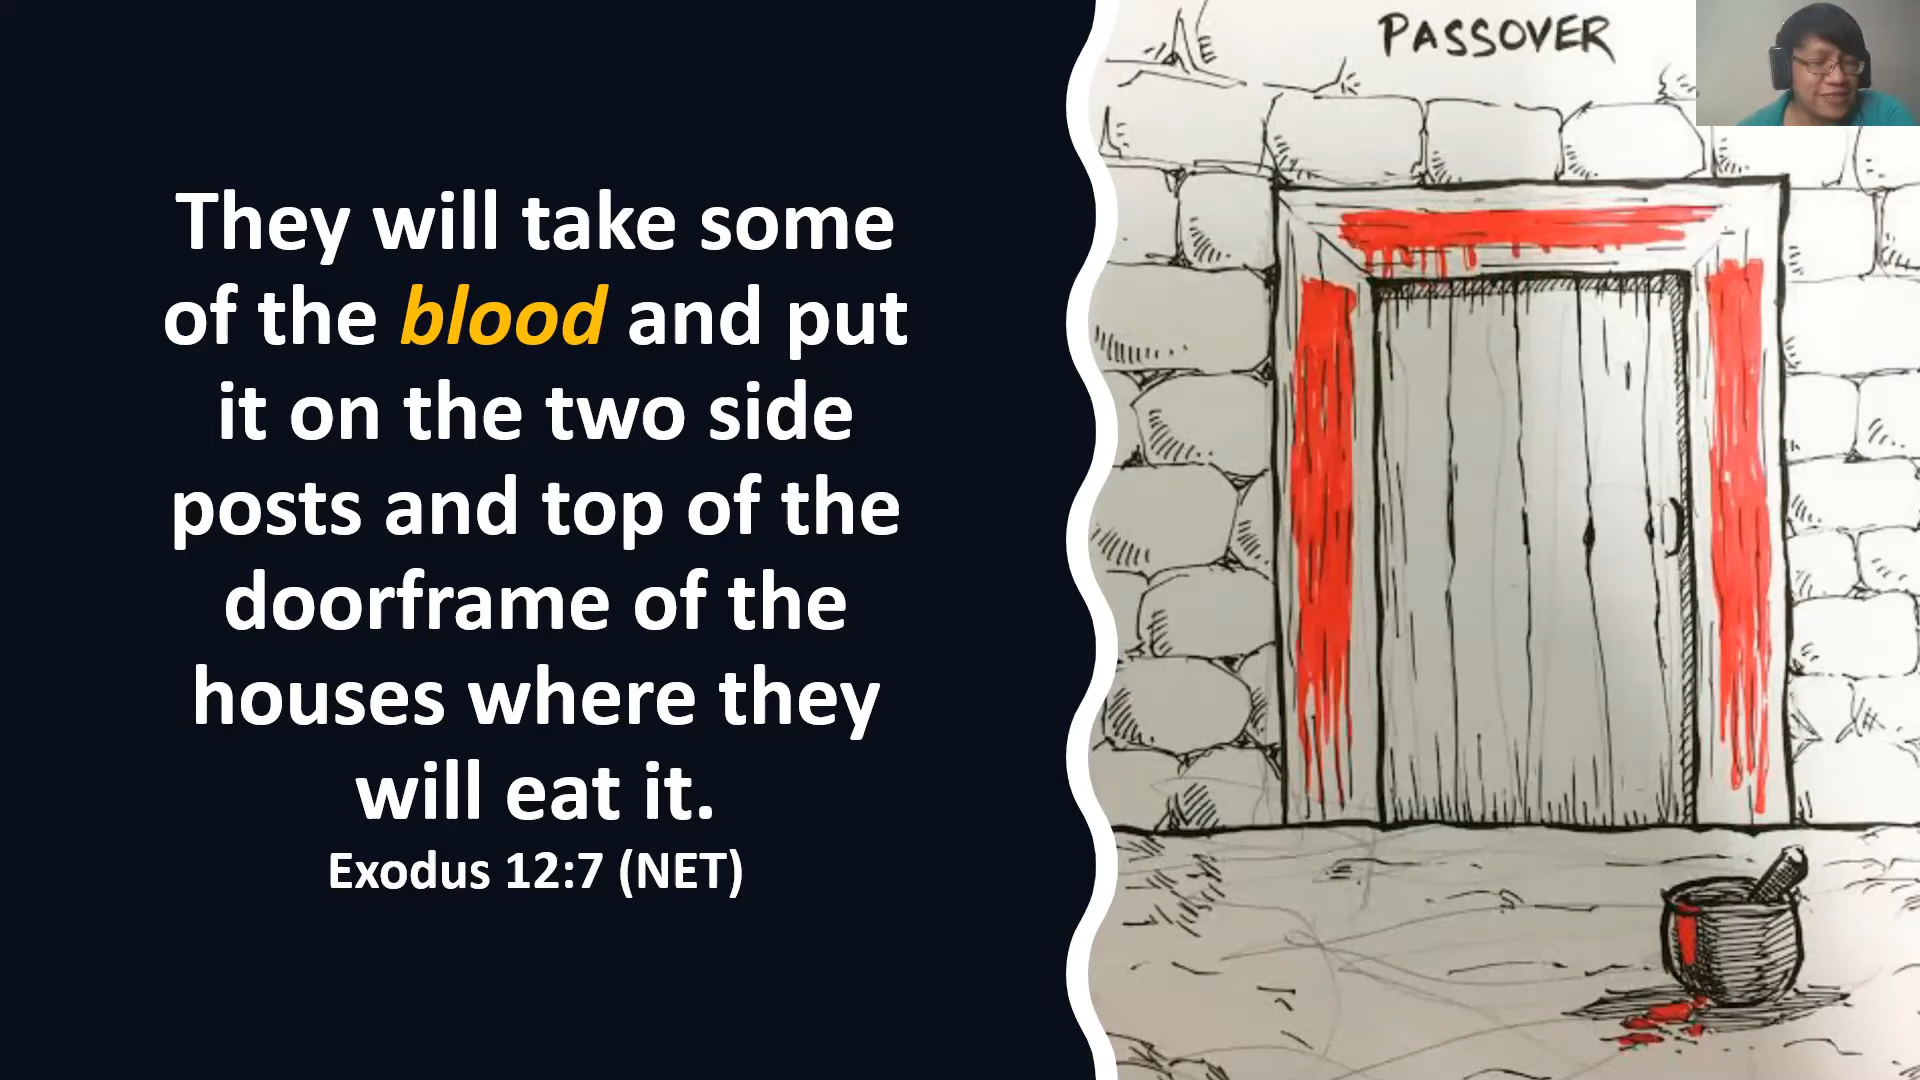 They will take some
of the blood and put
it on the two side
posts and top of the
doorframe of the
houses where they
will eat it.
Exodus 12:7 (NET)
PASSOVER